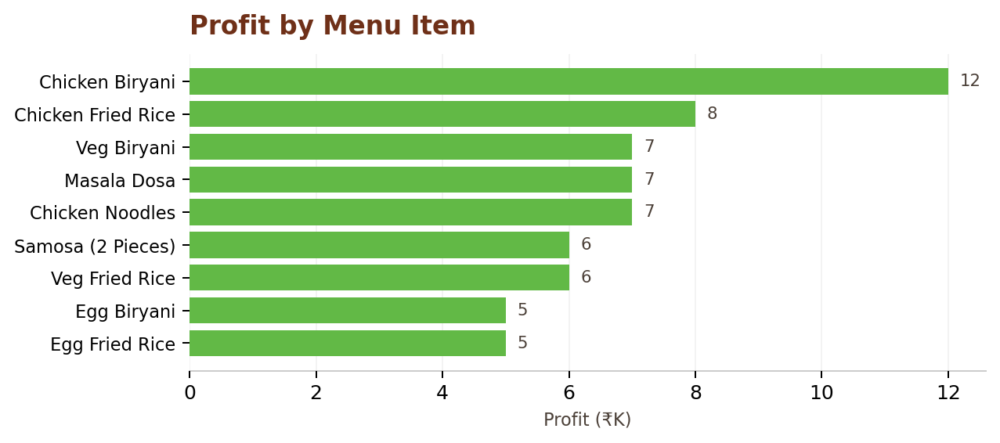 Profit by Menu Item
Chicken Biryani 12
Chicken Fried Rice 8
Veg Biryani 7
Masala Dosa 7
Chicken Noodles 7
Samosa (2 Pieces) 6
Veg Fried Rice 6
Egg Biryani 5
Egg Fried Rice 5
0 2 4 6 8 10 12
Profit (₹K)